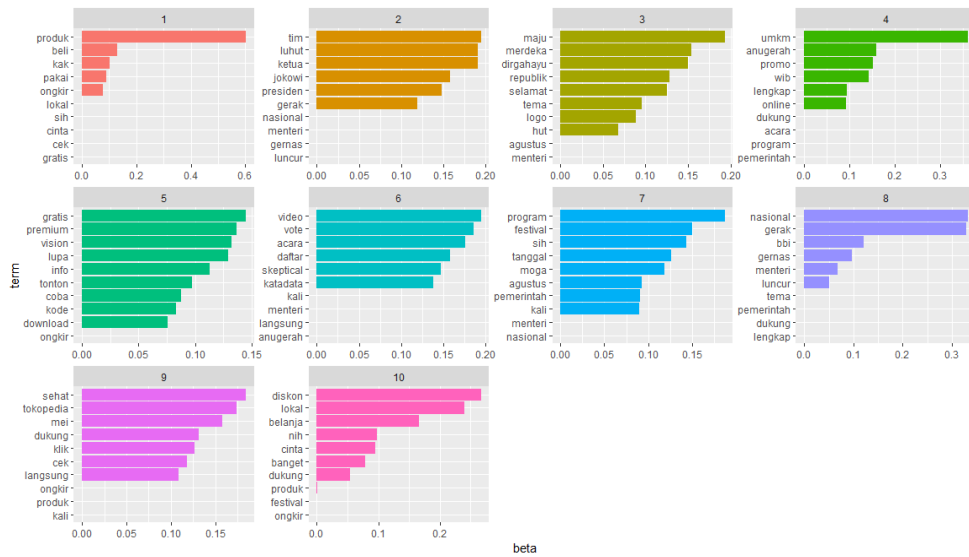 1
produk
beli
kak
pakai
ongkir
lokal
sih
cinta
cek
gratis
0.0 0.2 0.4 0.6
2
tim
luhut
ketua
jokowi
presiden
gerak
nasional
menteri
gernas
luncur
0.00 0.05 0.10 0.15 0.20
3
maju
merdeka
dirgahayu
republik
selamat
tema
logo
hut
agustus
menteri
0.00 0.05 0.10 0.15 0.20
4
umkm
anugerah
promo
wib
lengkap
online
dukung
acara
program
pemerintah
0.0 0.1 0.2 0.3
term
5
gratis
premium
vision
lupa
info
tonton
coba
kode
download
ongkir
0.00 0.05 0.10 0.15
6
video
vote
acara
daftar
skeptical
katadata
kali
menteri
langsung
anugerah
0.00 0.05 0.10 0.15 0.20
7
program
festival
sih
tanggal
moga
agustus
pemerintah
kali
menteri
nasional
0.00 0.05 0.10 0.15
8
nasional
gerak
bbi
gernas
menteri
luncur
tema
pemerintah
dukung
lengkap
0.0 0.1 0.2 0.3
9
sehat
tokopedia
mei
dukung
klik
cek
langsung
ongkir
produk
kali
0.00 0.05 0.10 0.15
10
diskon
lokal
belanja
nih
cinta
banget
dukung
produk
festival
ongkir
0.0 0.1 0.2
beta